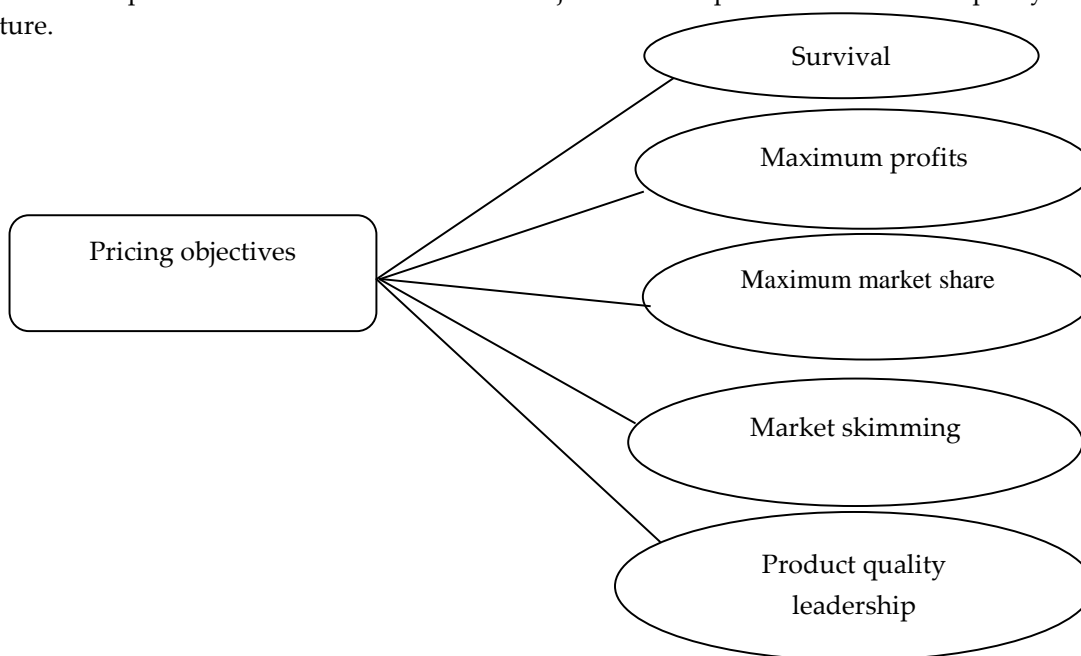 ture.
Survival
Maximum profits
Pricing objectives
Maximum market share
Market skimming
Product quality
leadership